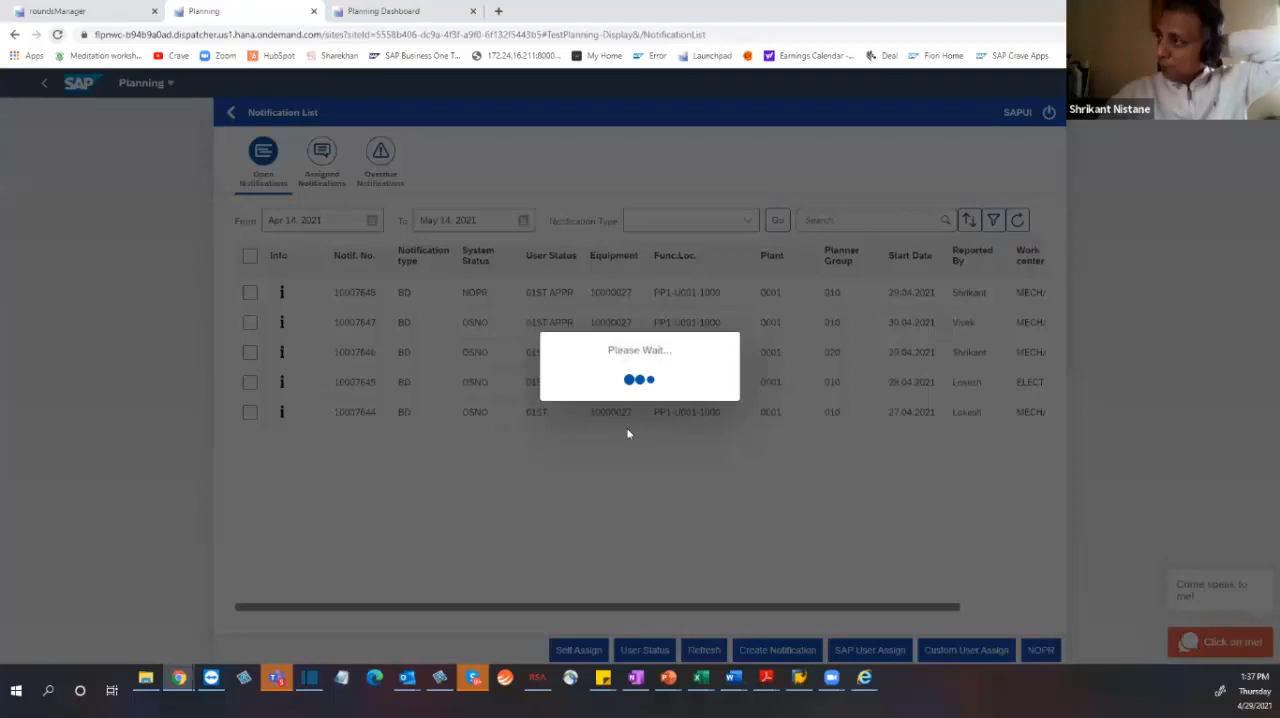 roundsManager
Planning
Planning Dashboard
flpnwc-b94b9a0ad.dispatcher.us1.hana.ondemand.com/sites?siteId=5558b406-dc9a-4f3f-a9f0-6f132f5443b5#TestPlanning-Display&/NotificationList
Apps
Meditation worksh...
Crave
Zoom
HubSpot
Sharekhan
SAP Business One T...
172.24.16.211:8000...
My Home
Error
Launchpad
Earnings Calendar -...
Deal
Fiori Home
SAP Crave Apps
Shrikant Nistane
SAP
Planning
Notification List
SAPUI
Open Notifications
Assigned Notifications
Overdue Notifications
From Apr 14, 2021 To May 14, 2021 Notification Type Go Search
Info Notif. No. Notification type System Status User Status Equipment Func.Loc. Plant Planner Group Start Date Reported By Work center
10007648 BD NOPR 01ST APPR 10000027 PP1-U001-1000 0001 010 29.04.2021 Shrikant MECH
10007647 BD OSNO 01ST APPR 10000027 PP1-U001-1000 0001 010 30.04.2021 Vivek MECH
10007646 BD OSNO 0001 020 29.04.2021 Shrikant MECH
10007645 BD OSNO 0001 010 28.04.2021 Lokesh ELECT
10007644 BD OSNO 01ST 10000027 PP1-U001-1000 0001 010 27.04.2021 Lokesh MECH
Please Wait...
Come speak to
me!
Click on me!
Self Assign
User Status
Refresh
Create Notification
SAP User Assign
Custom User Assign
NOPR
1:37 PM
Thursday
4/29/2021